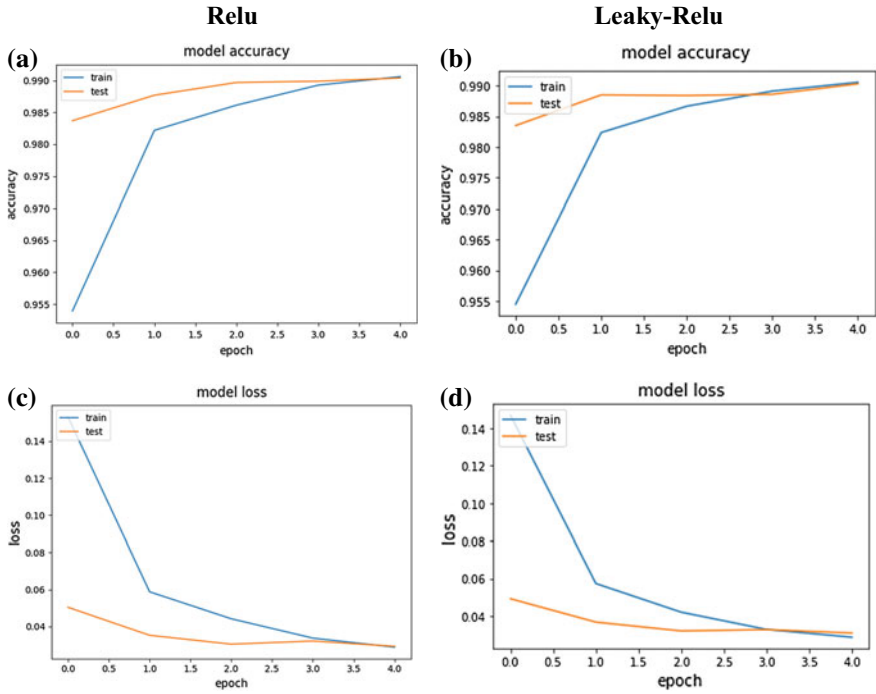 Relu
Leaky-Relu
(a)
model accuracy
train
test
0.990
0.985
0.980
0.975
0.970
0.965
0.960
0.955
accuracy
0.0 0.5 1.0 1.5 2.0 2.5 3.0 3.5 4.0
epoch
(b)
model accuracy
train
test
0.990
0.985
0.980
0.975
0.970
0.965
0.960
0.955
accuracy
0.0 0.5 1.0 1.5 2.0 2.5 3.0 3.5 4.0
epoch
(c)
model loss
train
test
0.14
0.12
0.10
0.08
0.06
0.04
loss
0.0 0.5 1.0 1.5 2.0 2.5 3.0 3.5 4.0
epoch
(d)
model loss
train
test
0.14
0.12
0.10
0.08
0.06
0.04
loss
0.0 0.5 1.0 1.5 2.0 2.5 3.0 3.5 4.0
epoch